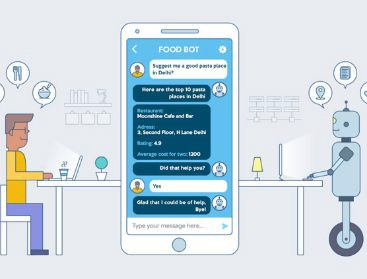 FOOD BOT
Suggest me a good pasta place
in Delhi?
Here are the top 10 pasta
places in Delhi
Restaurant:
Moonshine Cafe and Bar
Adress:
3, Second Floor, H Lane Delhi
Rating: 4.9
Average cost for two: 1200
Did that help you?
Yes
Glad that I could be of help,
Bye!
Type your message here...